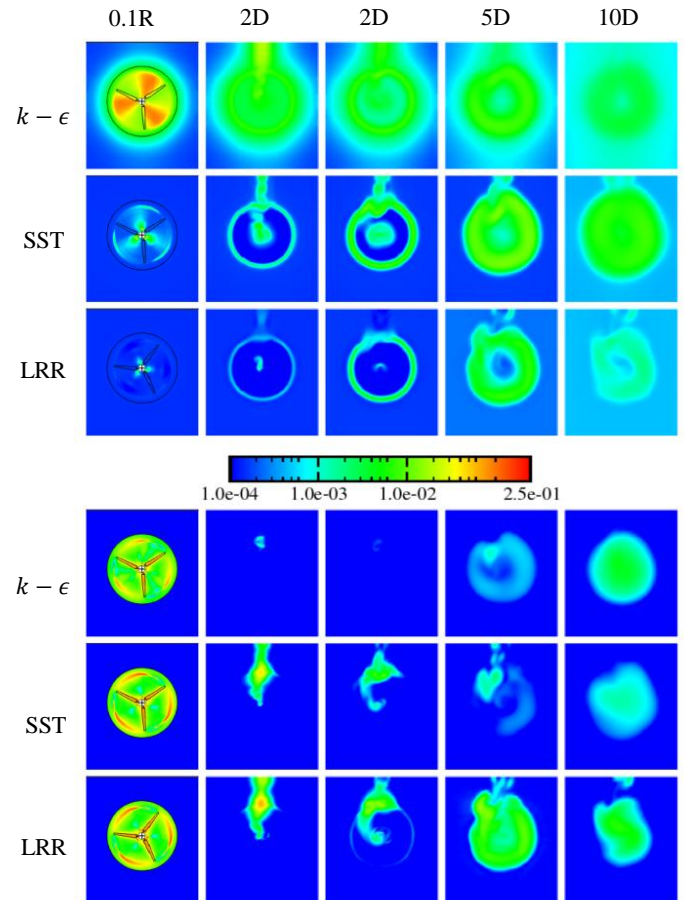 0.1R 2D 2D 5D 10D
k − ϵ
SST
LRR
1.0e-04 1.0e-03 1.0e-02 2.5e-01
k − ϵ
SST
LRR